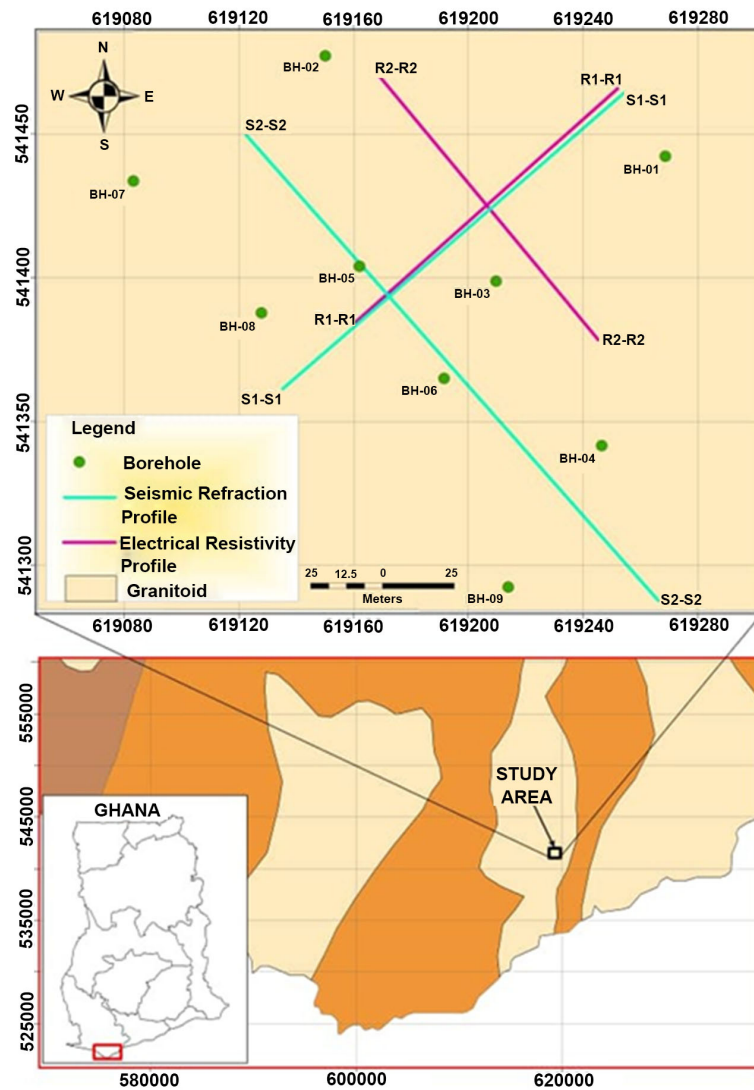 619080 619120 619160 619200 619240 619280
N
W E
S
BH-02
R2-R2
R1-R1
S1-S1
541450
S2-S2
BH-01
BH-07
541400
BH-05
BH-03
BH-08
R1-R1
R2-R2
S1-S1
BH-06
541350
Legend
Borehole
Seismic Refraction
Profile
Electrical Resistivity
Profile
Granitoid
BH-04
541300
25 12.5 0 25
Meters
BH-09
S2-S2
619080 619120 619160 619200 619240 619280
555000
545000
535000
525000
STUDY
AREA
GHANA
580000 600000 620000